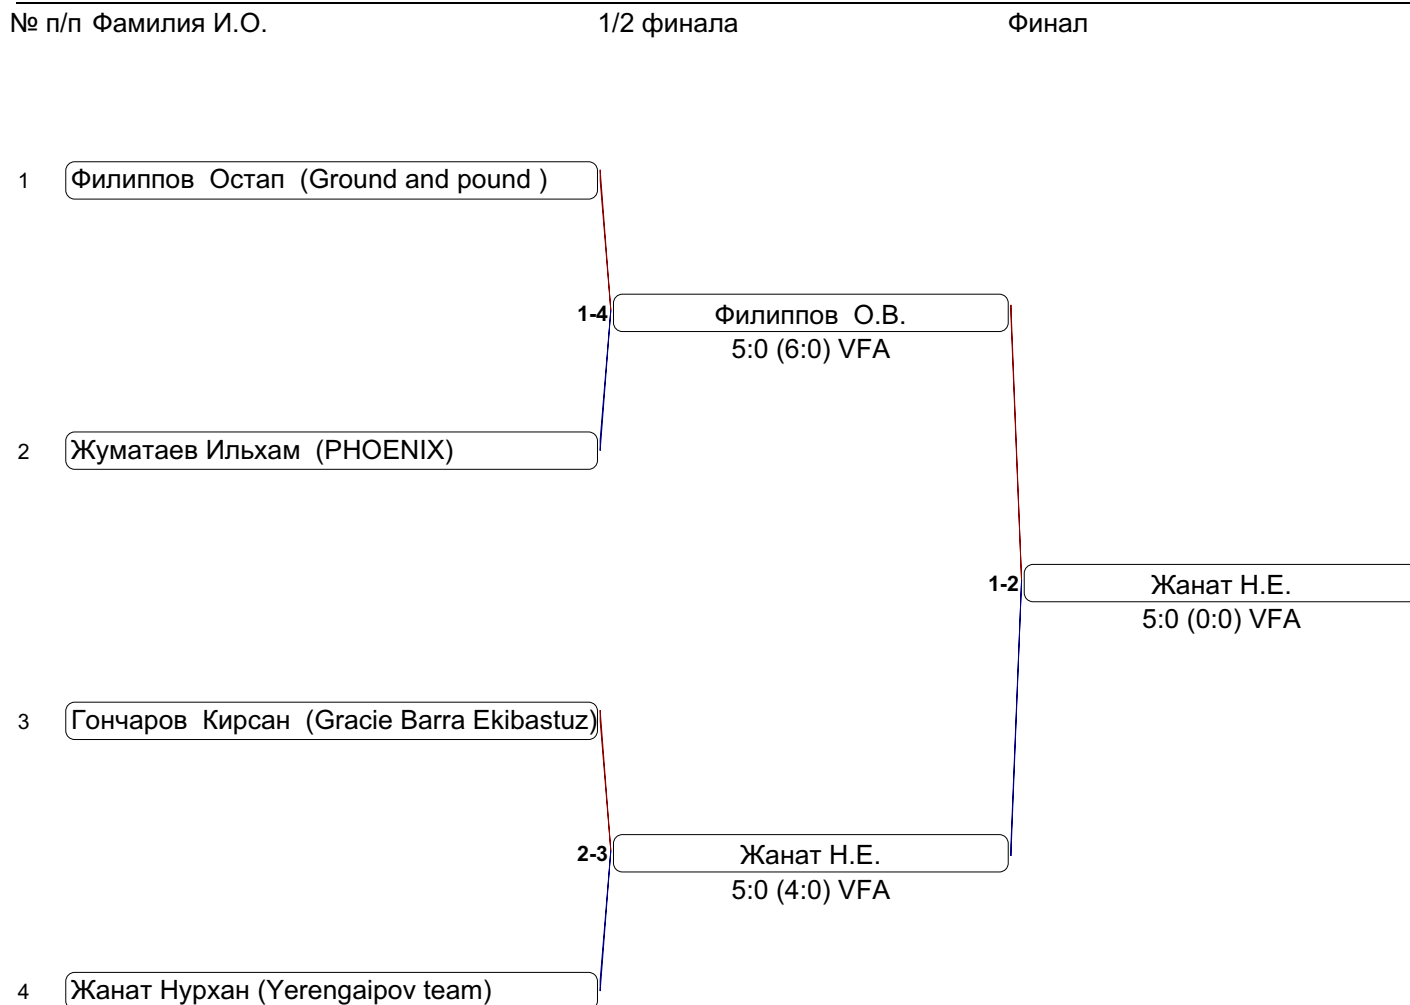 № п/п Фамилия И.О. 1/2 финала Финал
1 Филиппов Остап (Ground and pound )
1-4 Филиппов О.В.
5:0 (6:0) VFA
2 Жуматаев Ильхам (PHOENIX)
1-2 Жанат Н.Е.
5:0 (0:0) VFA
3 Гончаров Кирсан (Gracie Barra Ekibastuz)
2-3 Жанат Н.Е.
5:0 (4:0) VFA
4 Жанат Нурхан (Yerengaipov team)